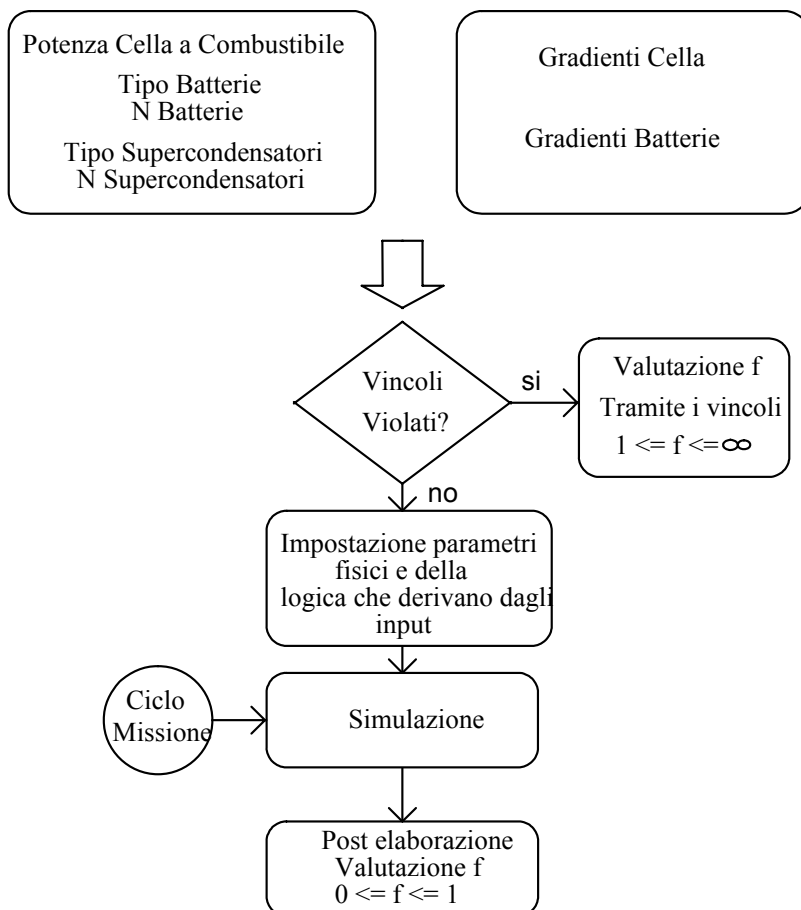 Potenza Cella a Combustibile
Tipo Batterie
N Batterie
Tipo Supercondensatori
N Supercondensatori
Gradienti Cella
Gradienti Batterie
Vincoli
Violati?
si
Valutazione f
Tramite i vincoli
1 <= f <=∞
no
Impostazione parametri
fisici e della
logica che derivano dagli
input
Ciclo
Missione
Simulazione
Post elaborazione
Valutazione f
0 <= f <= 1